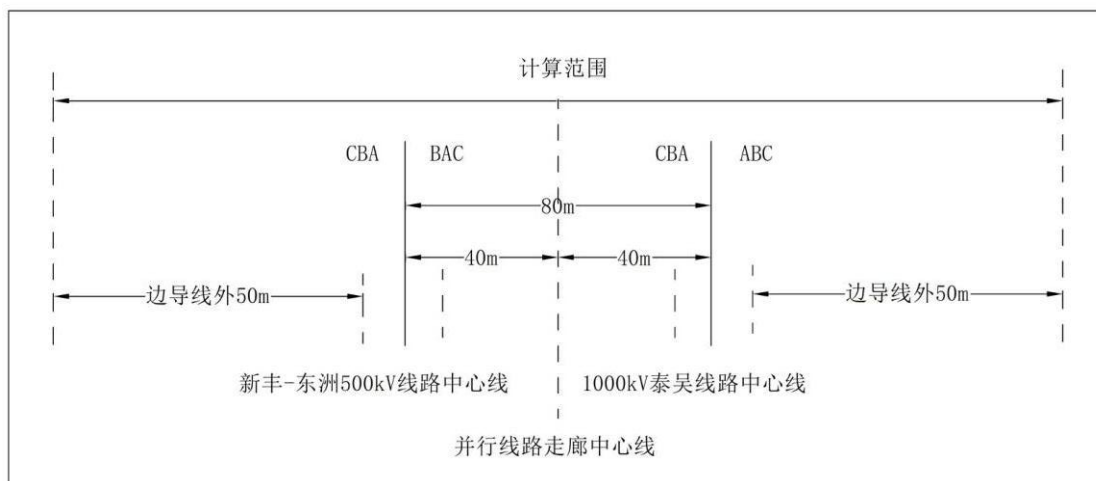 计算范围
CBA
BAC
CBA
ABC
80m
40m
40m
边导线外50m
边导线外50m
新丰-东洲500kV线路中心线
1000kV泰吴线路中心线
并行线路走廊中心线